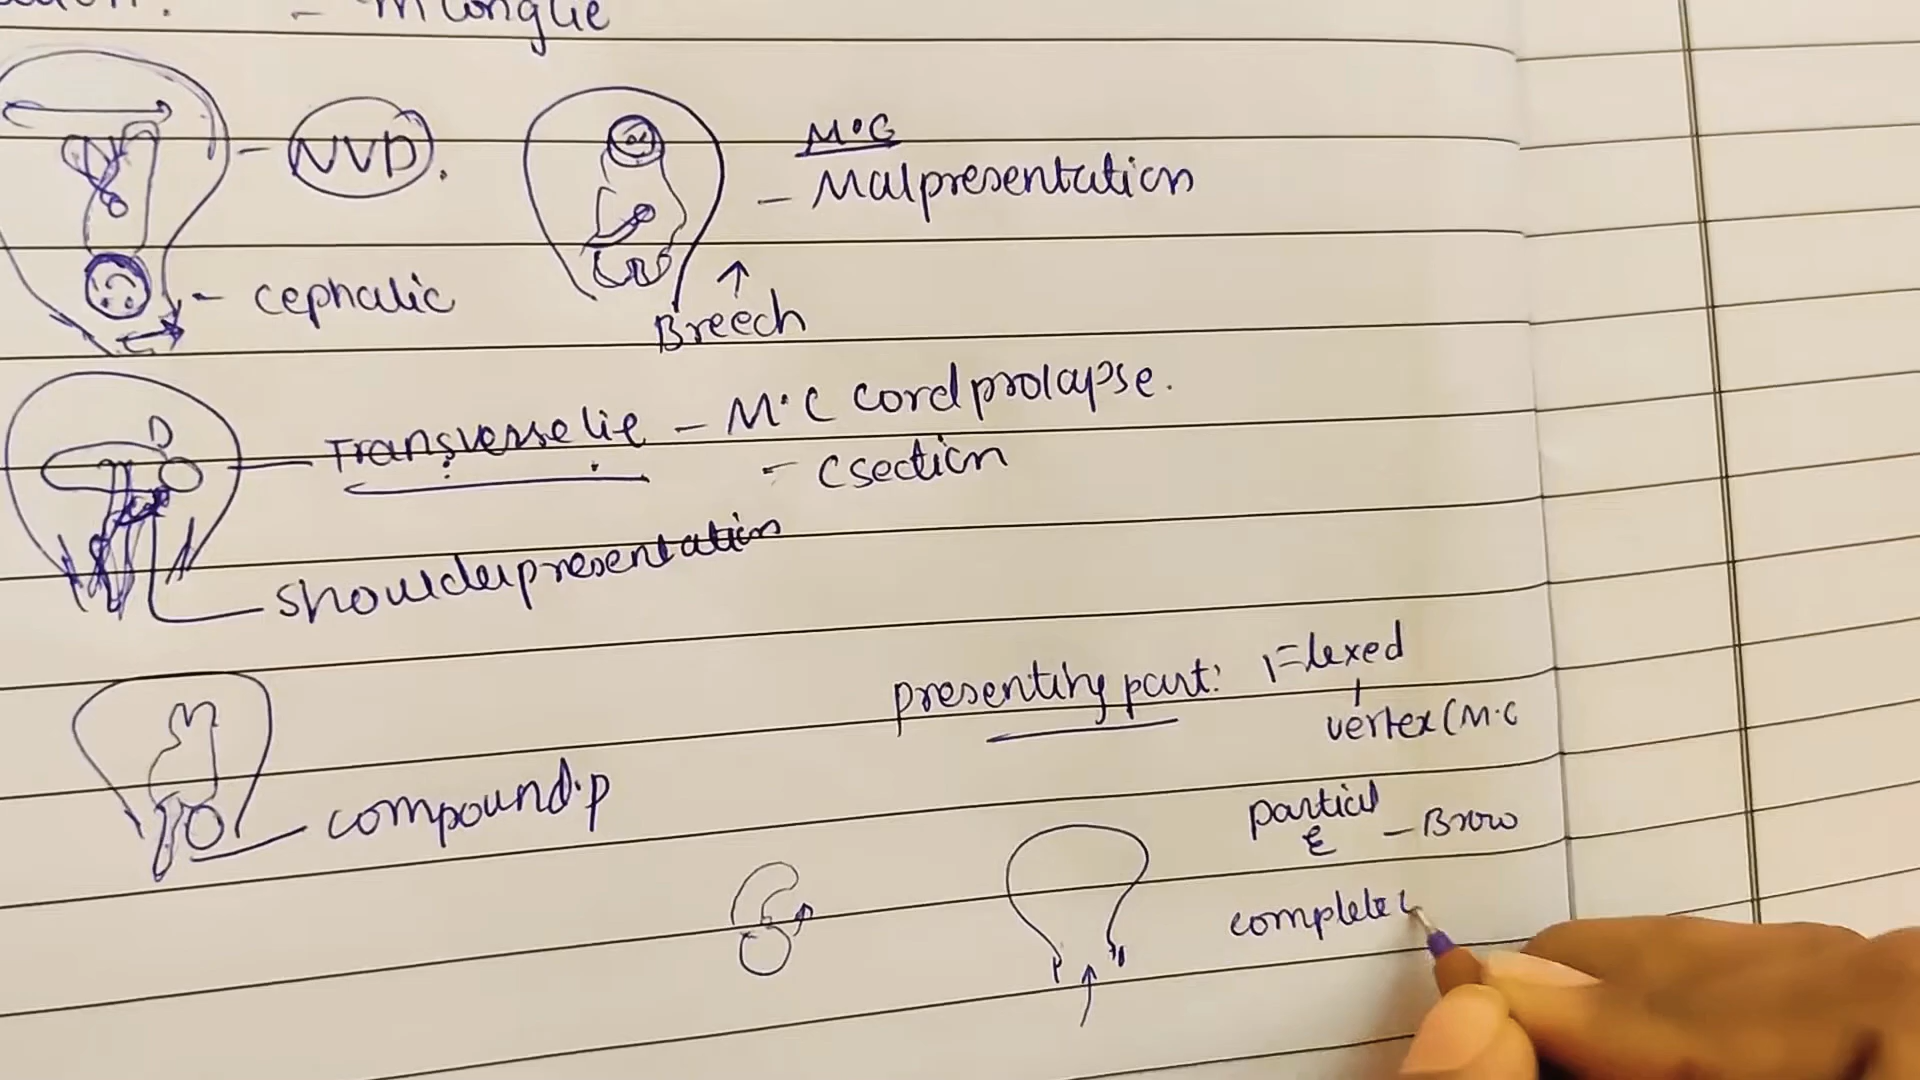 NVD.
M.C
- Malpresentation
- cephalic
Breech
Transverse lie - M.C cord prolapse.
- C section
shoulder presentation
presenting part: Flexed
vertex (M.C
compound.p
partial - Brow
E
complete